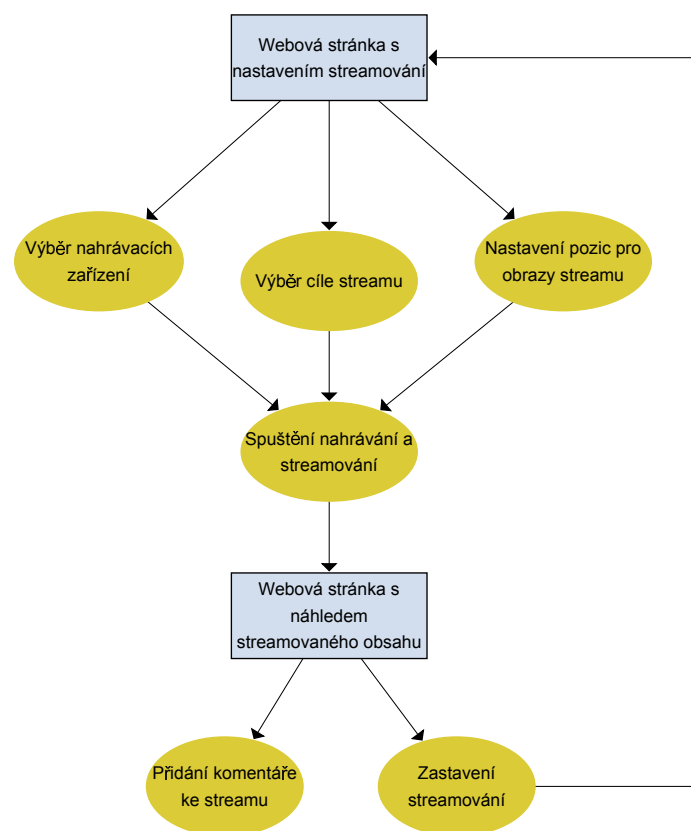 Webová stránka s
nastavením streamování
Výběr nahrávacích
zařízení
Výběr cíle streamu
Nastavení pozic pro
obrazy streamu
Spuštění nahrávání a
streamování
Webová stránka s
náhledem
streamovaného obsahu
Přidání komentáře
ke streamu
Zastavení
streamování